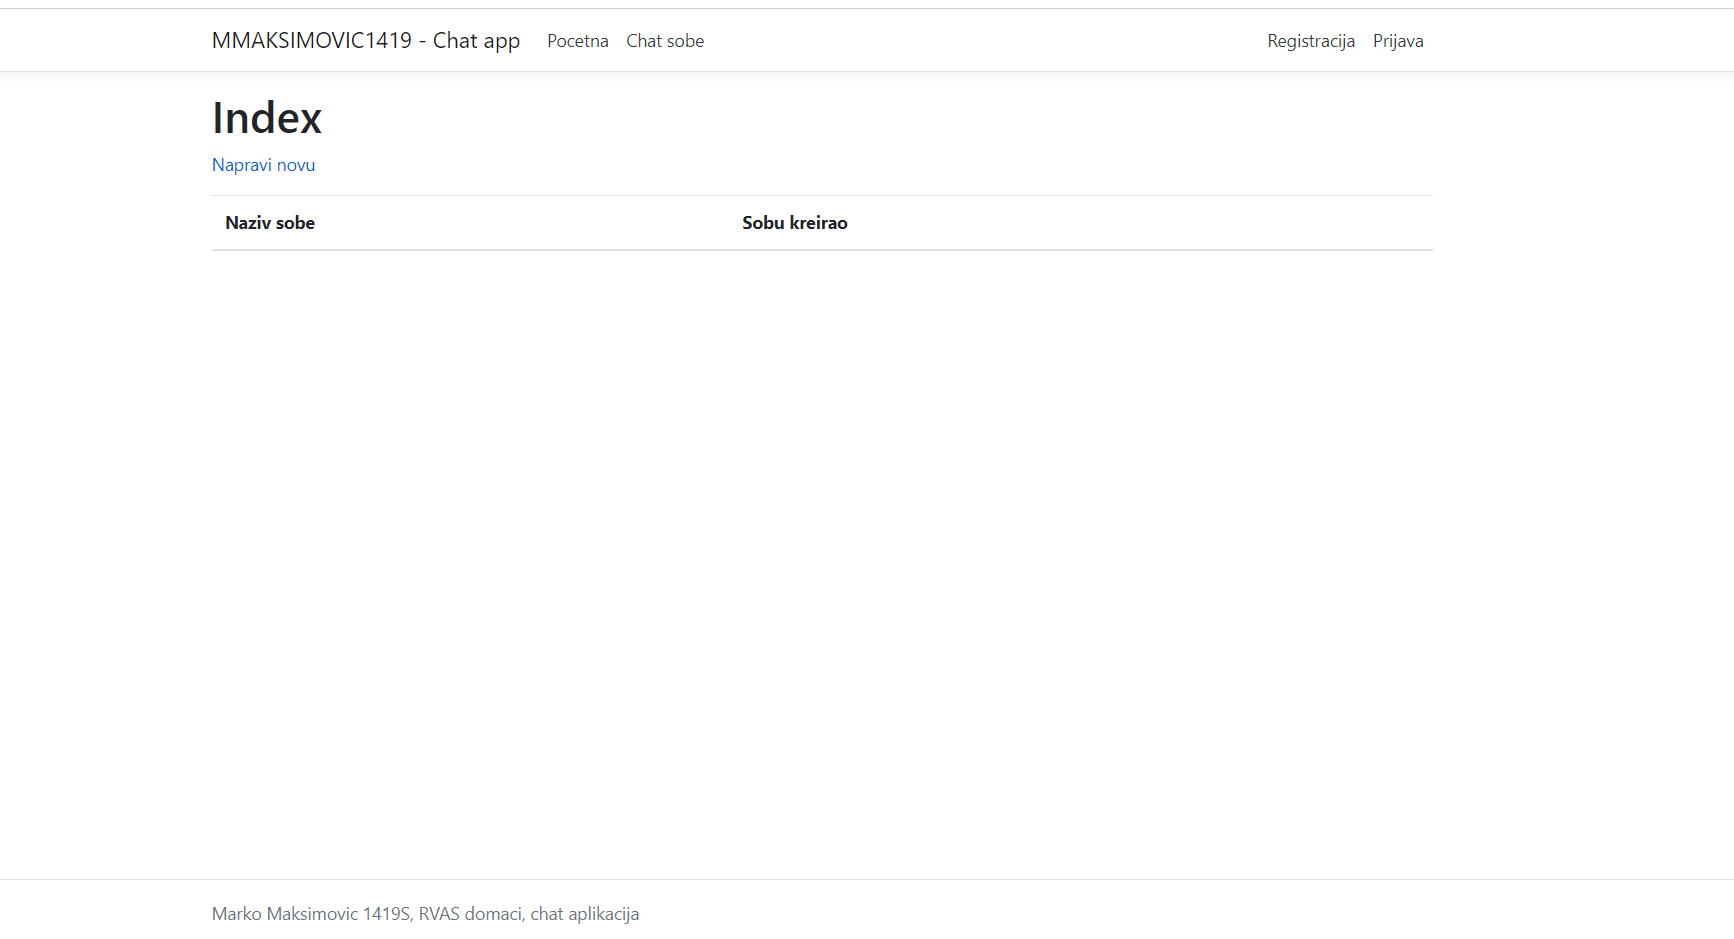 MMAKSIMOVIC1419 - Chat app Pocetna Chat sobe Registracija Prijava
Index
Napravi novu
Naziv sobe Sobu kreirao
Marko Maksimovic 1419S, RVAS domaci, chat aplikacija